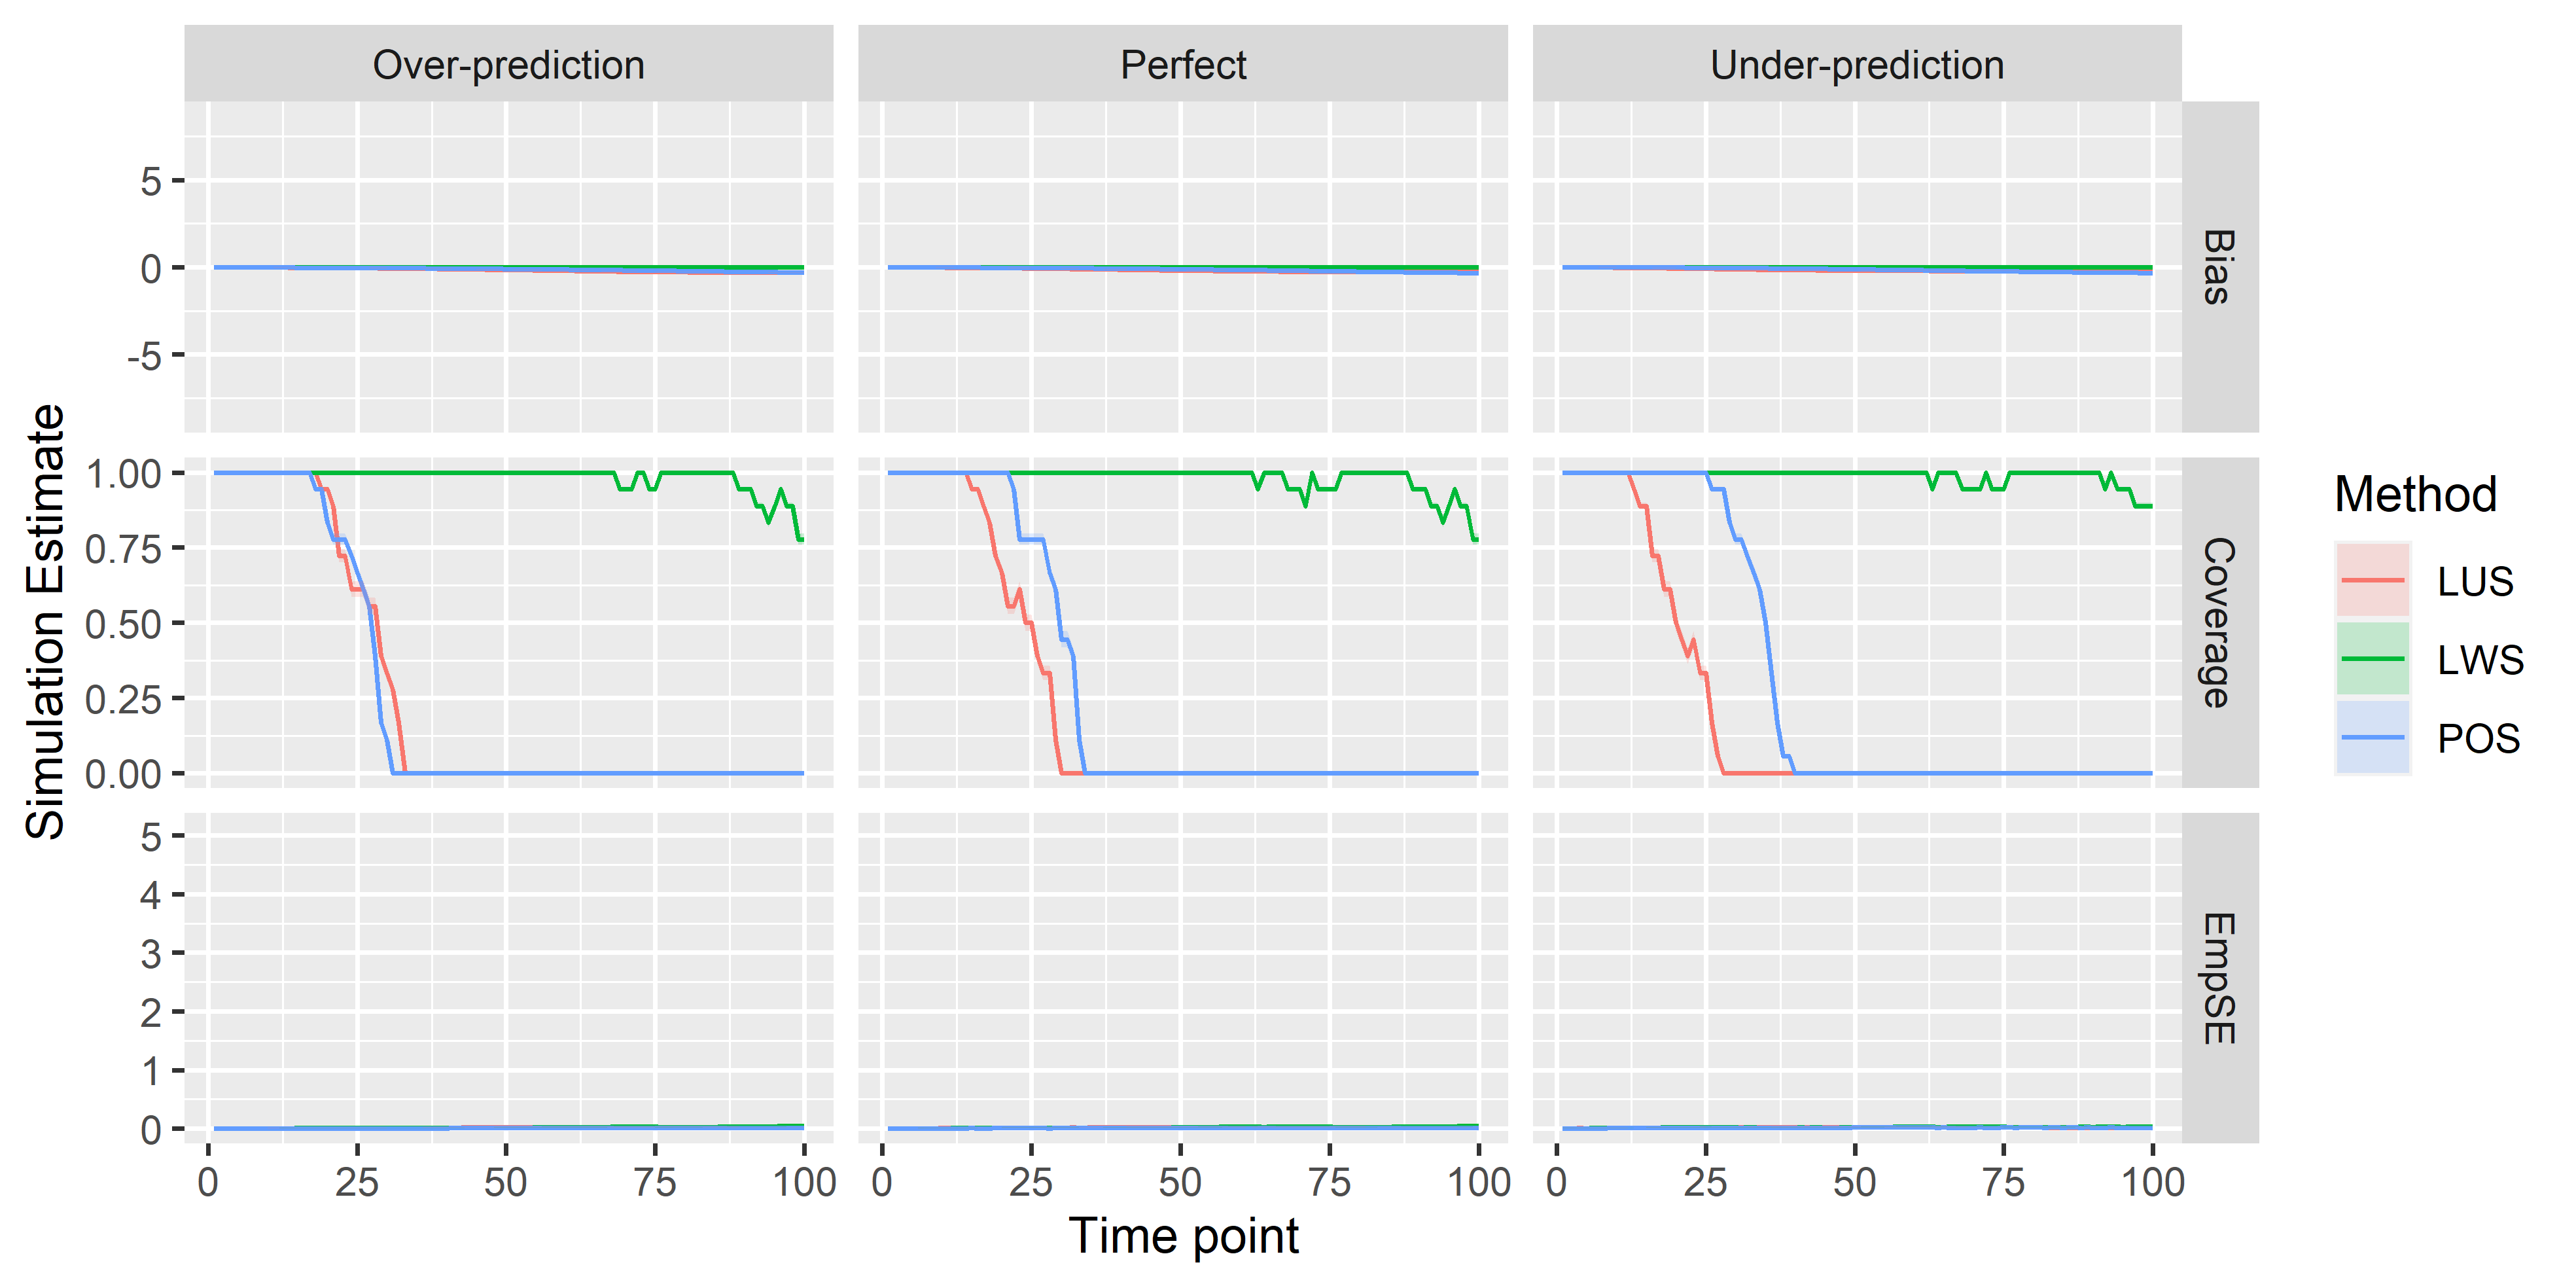 Over-prediction
Perfect
Under-prediction
5
0
-5
Bias
1.00
0.75
0.50
0.25
0.00
Coverage
5
4
3
2
1
0
EmpSE
0 25 50 75 100
0 25 50 75 100
0 25 50 75 100
Time point
Simulation Estimate
Method
LUS
LWS
POS